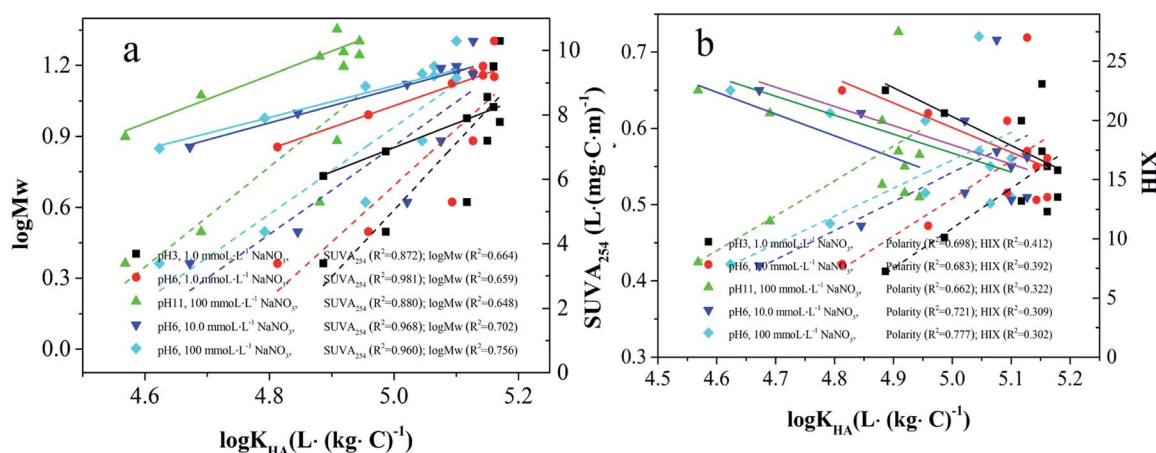 a
logMw
1.2
0.9
0.6
0.3
0.0
4.6
4.8
5.0
5.2
10
8
6
4
2
0
SUVA254 (L·(mg·C·m)-1)
logKHA(L· (kg· C)-1)
pH3, 1.0 mmoL·L-1 NaNO3, SUVA254 (R2=0.872); logMw (R2=0.664)
pH6, 1.0 mmoL·L-1 NaNO3, SUVA254 (R2=0.981); logMw (R2=0.659)
pH11, 100 mmoL·L-1 NaNO3, SUVA254 (R2=0.880); logMw (R2=0.648)
pH6, 10.0 mmoL·L-1 NaNO3, SUVA254 (R2=0.968); logMw (R2=0.702)
pH6, 100 mmoL·L-1 NaNO3, SUVA254 (R2=0.960); logMw (R2=0.756)
b
0.7
0.6
0.5
0.4
0.3
4.5
4.6
4.7
4.8
4.9
5.0
5.1
5.2
25
20
15
10
5
0
HIX
logKHA(L· (kg· C)-1)
pH3, 1.0 mmoL·L-1 NaNO3, Polarity (R2=0.698); HIX (R2=0.412)
pH6, 1.0 mmoL·L-1 NaNO3, Polarity (R2=0.683); HIX (R2=0.392)
pH11, 100 mmoL·L-1 NaNO3, Polarity (R2=0.662); HIX (R2=0.322)
pH6, 10.0 mmoL·L-1 NaNO3, Polarity (R2=0.721); HIX (R2=0.309)
pH6, 100 mmoL·L-1 NaNO3, Polarity (R2=0.777); HIX (R2=0.302)